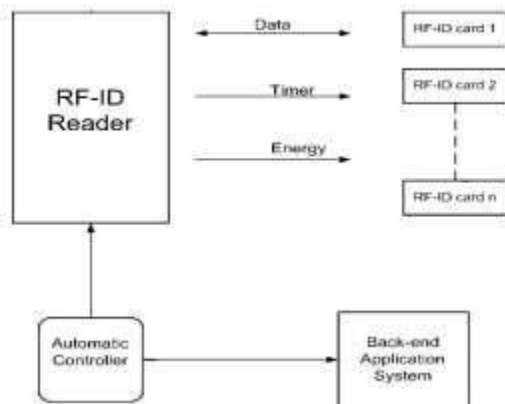 RF-ID
Reader
Data
Timer
Energy
RF-ID card 1
RF-ID card 2
RF-ID card n
Automatic
Controller
Back-end
Application
System